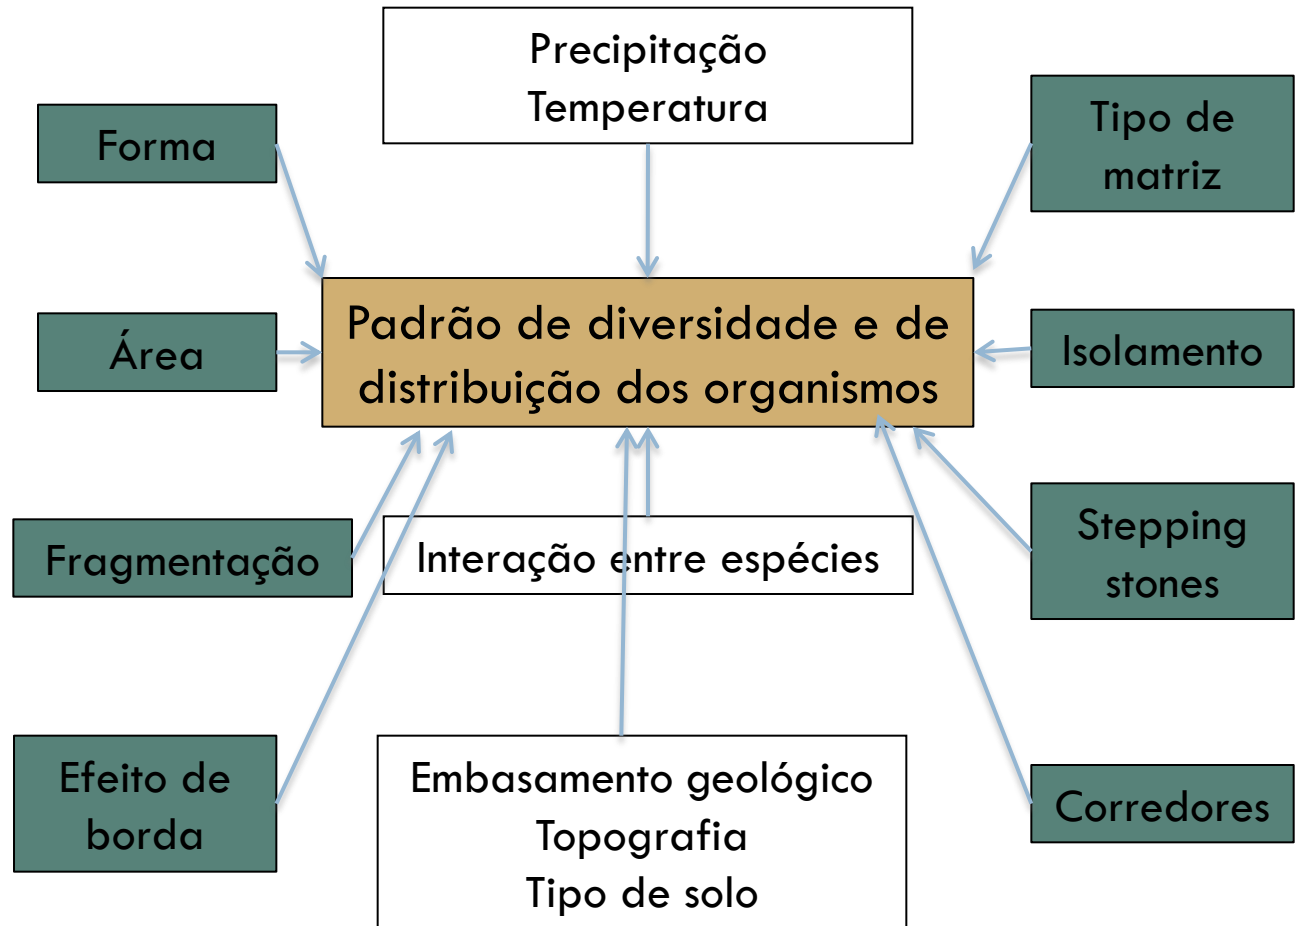 Precipitação
Temperatura
Forma
Tipo de
matriz
Padrão de diversidade e de
distribuição dos organismos
Área
Isolamento
Fragmentação
Interação entre espécies
Stepping
stones
Efeito de
borda
Embasamento geológico
Topografia
Tipo de solo
Corredores